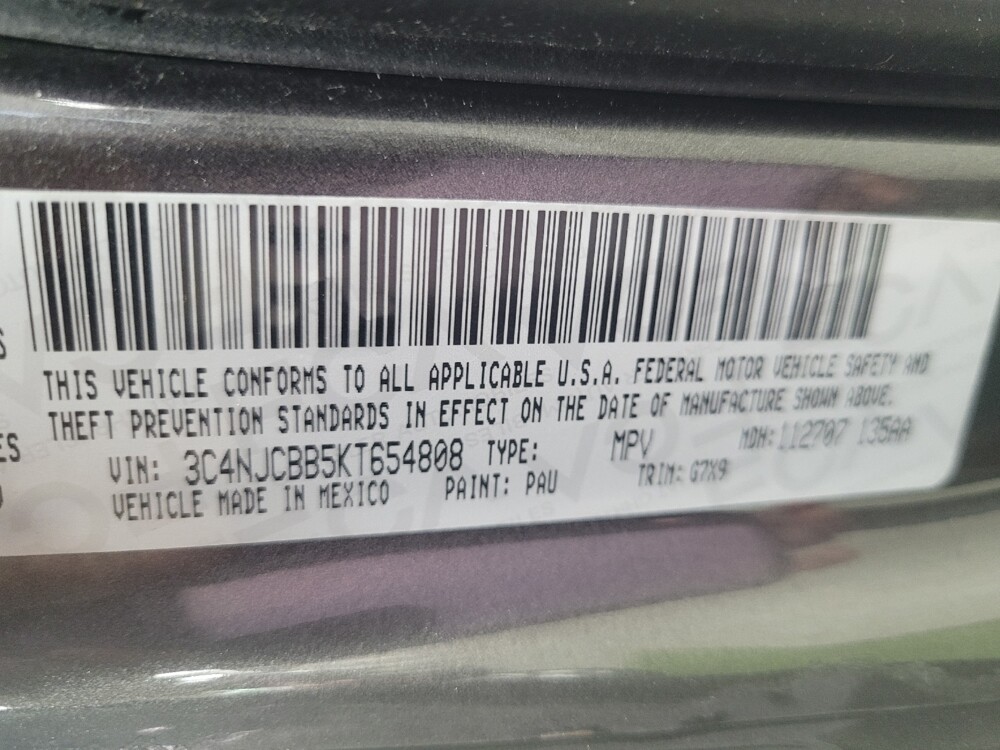 THIS VEHICLE CONFORMS TO ALL APPLICABLE U.S.A. FEDERAL MOTOR VEHICLE SAFETY AND
THEFT PREVENTION STANDARDS IN EFFECT ON THE DATE OF MANUFACTURE SHOWN ABOVE.
VIN: 3C4NJCBB5KT654808 TYPE: MPV MDH: 112707 135AA
VEHICLE MADE IN MEXICO PAINT: PAU TRIM: G7X9